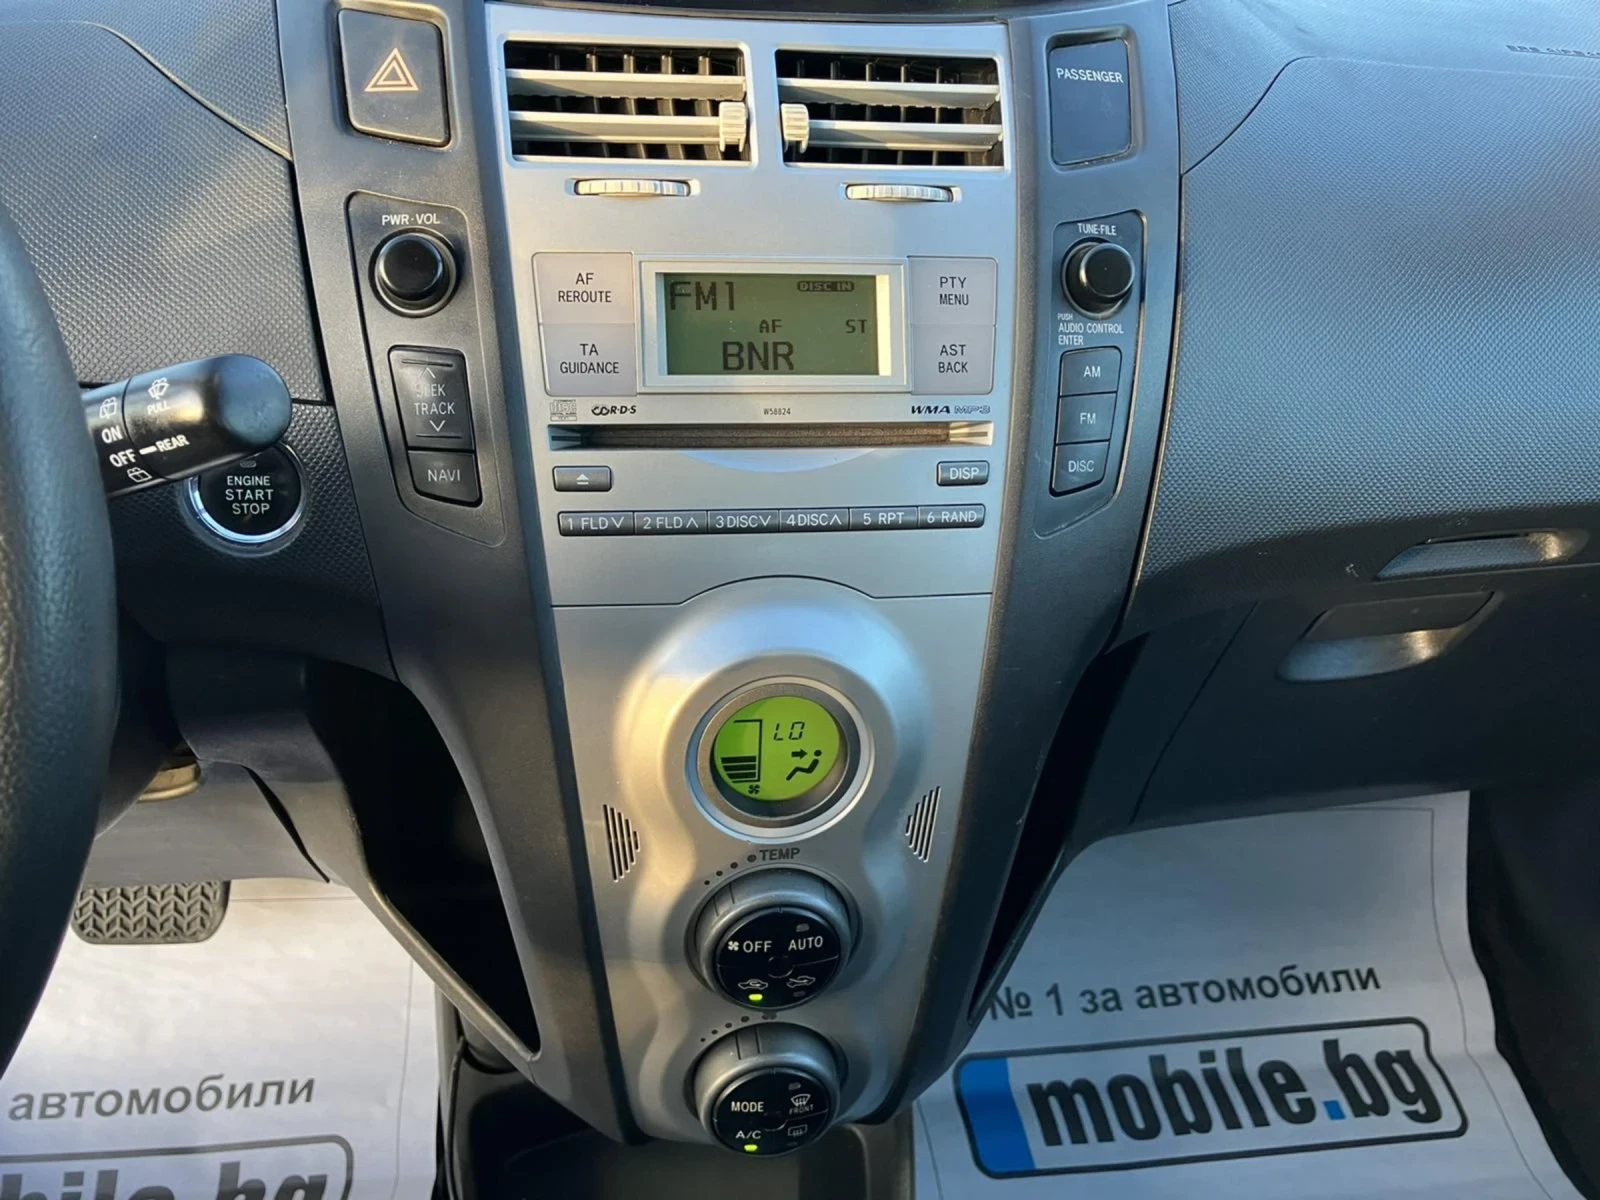 PASSENGER
PWR·VOL
TUNE·FILE
AF
REROUTE
TA
GUIDANCE
FM1
DISC IN
AF
ST
BNR
PTY
MENU
AST
BACK
PUSH
AUDIO CONTROL
ENTER
SEEK
TRACK
NAVI
AM
FM
DISC
R·D·S
W58824
WMA MP3
DISP
1 FLD
2 FLD
3 DISC
4 DISC
5 RPT
6 RAND
PULL
ON
OFF
REAR
ENGINE
START
STOP
LO
TEMP
OFF
AUTO
MODE
FRONT
A/C
№ 1 за автомобили
mobile.bg
автомобили